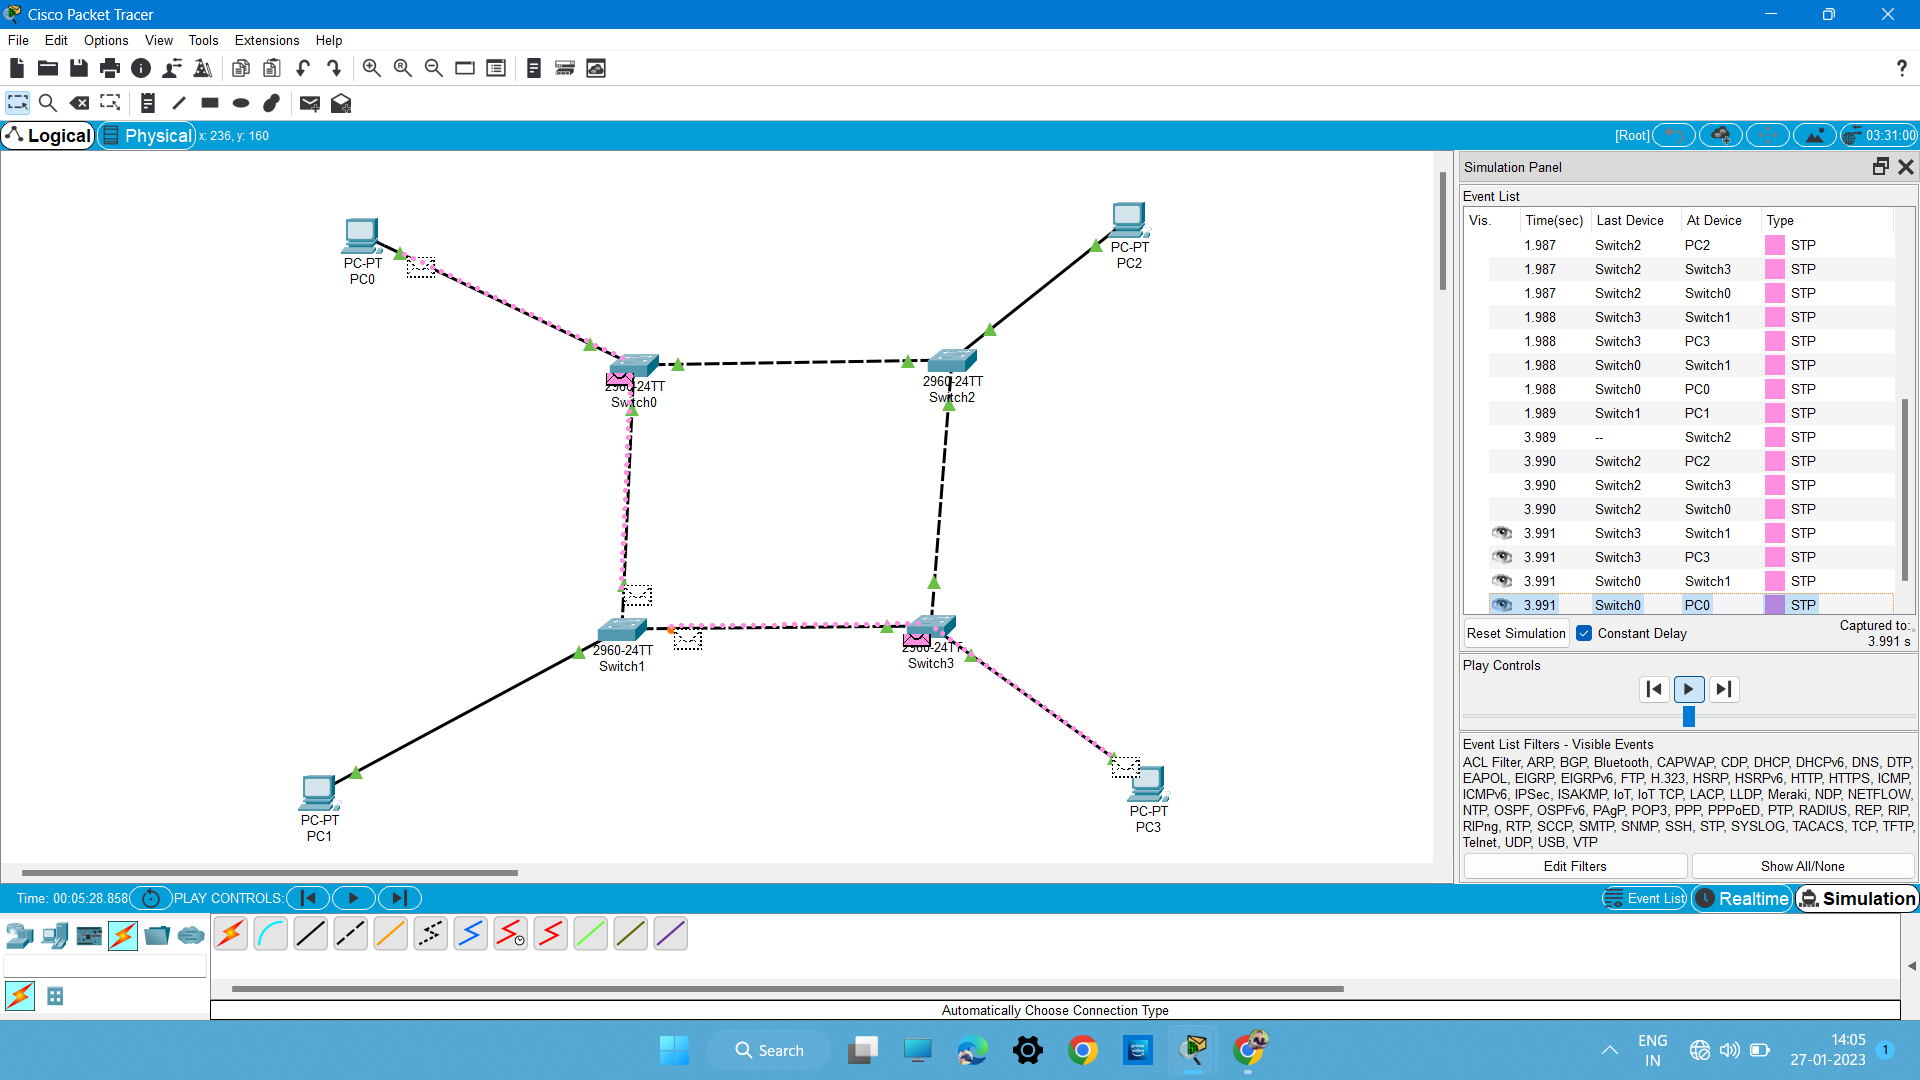 Cisco Packet Tracer
File Edit Options View Tools Extensions Help
Logical Physical x: 236, y: 160 [Root] 03:31:00
PC-PT
PC0
PC-PT
PC2
2960-24TT
Switch0
2960-24TT
Switch2
2960-24TT
Switch1
2960-24TT
Switch3
PC-PT
PC1
PC-PT
PC3
Simulation Panel
Event List
Vis. Time(sec) Last Device At Device Type
1.987 Switch2 PC2 STP
1.987 Switch2 Switch3 STP
1.987 Switch2 Switch0 STP
1.988 Switch3 Switch1 STP
1.988 Switch3 PC3 STP
1.988 Switch0 Switch1 STP
1.988 Switch0 PC0 STP
1.989 Switch1 PC1 STP
3.989 -- Switch2 STP
3.990 Switch2 PC2 STP
3.990 Switch2 Switch3 STP
3.990 Switch2 Switch0 STP
3.991 Switch3 Switch1 STP
3.991 Switch3 PC3 STP
3.991 Switch0 Switch1 STP
3.991 Switch0 PC0 STP
Reset Simulation Constant Delay Captured to:
3.991 s
Play Controls
Event List Filters - Visible Events
ACL Filter, ARP, BGP, Bluetooth, CAPWAP, CDP, DHCP, DHCPv6, DNS, DTP,
EAPOL, EIGRP, EIGRPv6, FTP, H.323, HSRP, HSRPv6, HTTP, HTTPS, ICMP,
ICMPv6, IPSec, ISAKMP, IoT, IoT TCP, LACP, LLDP, Meraki, NDP, NETFLOW,
NTP, OSPF, OSPFv6, PAgP, POP3, PPP, PPPoED, PTP, RADIUS, REP, RIP,
RIPng, RTP, SCCP, SMTP, SNMP, SSH, STP, SYSLOG, TACACS, TCP, TFTP,
Telnet, UDP, USB, VTP
Edit Filters Show All/None
Time: 00:05:28.858 PLAY CONTROLS: Event List Realtime Simulation
Automatically Choose Connection Type
Search
ENG
IN
14:05
27-01-2023
1